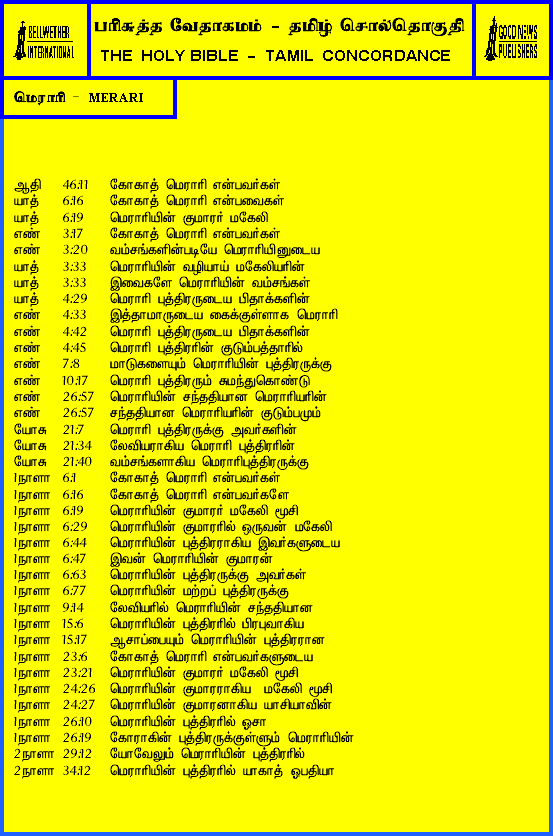 BELLWETHER INTERNATIONAL
பரிசுத்த வேதாகமம் - தமிழ் சொல்தொகுதி
THE HOLY BIBLE - TAMIL CONCORDANCE
GOOD NEWS PUBLISHERS
மெராரி - MERARI
ஆதி 46:11 கோகாத் மெராரி என்பவர்கள்
யாத் 6:16 கோகாத் மெராரி என்பவைகள்
யாத் 6:19 மெராரியின் குமாரர் மகேலி
எண் 3:17 கோகாத் மெராரி என்பவர்கள்
எண் 3:20 வம்சங்களின்படியே மெராரியினுடைய
யாத் 3:33 மெராரியின் வழியாய் மகேலியரின்
யாத் 3:33 இவைகளே மெராரியின் வம்சங்கள்
யாத் 4:29 மெராரி புத்திரருடைய பிதாக்களின்
எண் 4:33 இத்தாமாருடைய கைக்குள்ளாக மெராரி
எண் 4:42 மெராரி புத்திரருடைய பிதாக்களின்
எண் 4:45 மெராரி புத்திரரின் குடும்பத்தாரில்
எண் 7:8 மாடுகளையும் மெராரியின் புத்திரருக்கு
எண் 10:17 மெராரி புத்திரரும் சுமந்துகொண்டு
எண் 26:57 மெராரியின் சந்ததியான மெராரியரின்
எண் 26:57 சந்ததியான மெராரியரின் குடும்பமும்
யோசு 21:7 மெராரி புத்திரருக்கு அவர்களின்
யோசு 21:34 லேவியராகிய மெராரி புத்திரரின்
யோசு 21:40 வம்சங்களாகிய மெராரிபுத்திரருக்கு
1நாளா 6:1 கோகாத் மெராரி என்பவர்கள்
1நாளா 6:16 கோகாத் மெராரி என்பவர்களே
1நாளா 6:19 மெராரியின் குமாரர் மகேலி மூசி
1நாளா 6:29 மெராரியின் குமாரரில் ஒருவன் மகேலி
1நாளா 6:44 மெராரியின் புத்திரராகிய இவர்களுடைய
1நாளா 6:47 இவன் மெராரியின் குமாரன்
1நாளா 6:63 மெராரியின் புத்திரருக்கு அவர்கள்
1நாளா 6:77 மெராரியின் மற்றப் புத்திரருக்கு
1நாளா 9:14 லேவியரில் மெராரியின் சந்ததியான
1நாளா 15:6 மெராரியின் புத்திரரில் பிரபுவாகிய
1நாளா 15:17 ஆசாப்பையும் மெராரியின் புத்திரரான
1நாளா 23:6 கோகாத் மெராரி என்பவர்களுடைய
1நாளா 23:21 மெராரியின் குமாரர் மகேலி மூசி
1நாளா 24:26 மெராரியின் குமாரராகிய மகேலி மூசி
1நாளா 24:27 மெராரியின் குமாரனாகிய யாசியாவின்
1நாளா 26:10 மெராரியின் புத்திரரில் ஓசா
1நாளா 26:19 கோராகின் புத்திரருக்குள்ளும் மெராரியின்
2நாளா 29:12 யோவேலும் மெராரியின் புத்திரரில்
2நாளா 34:12 மெராரியின் புத்திரரில் யாகாத் ஒபதியா